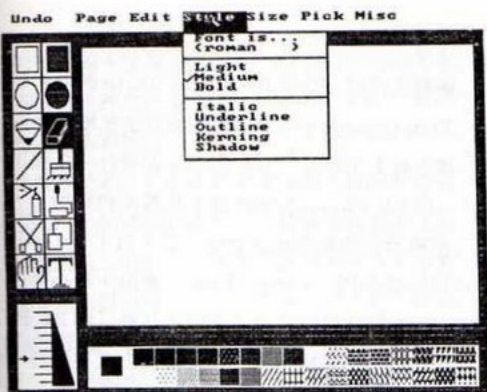 Undo Page Edit Style Size Pick Misc
Font is...
(roman )
Light
✓Medium
Bold
Italic
Underline
Outline
Kerning
Shadow